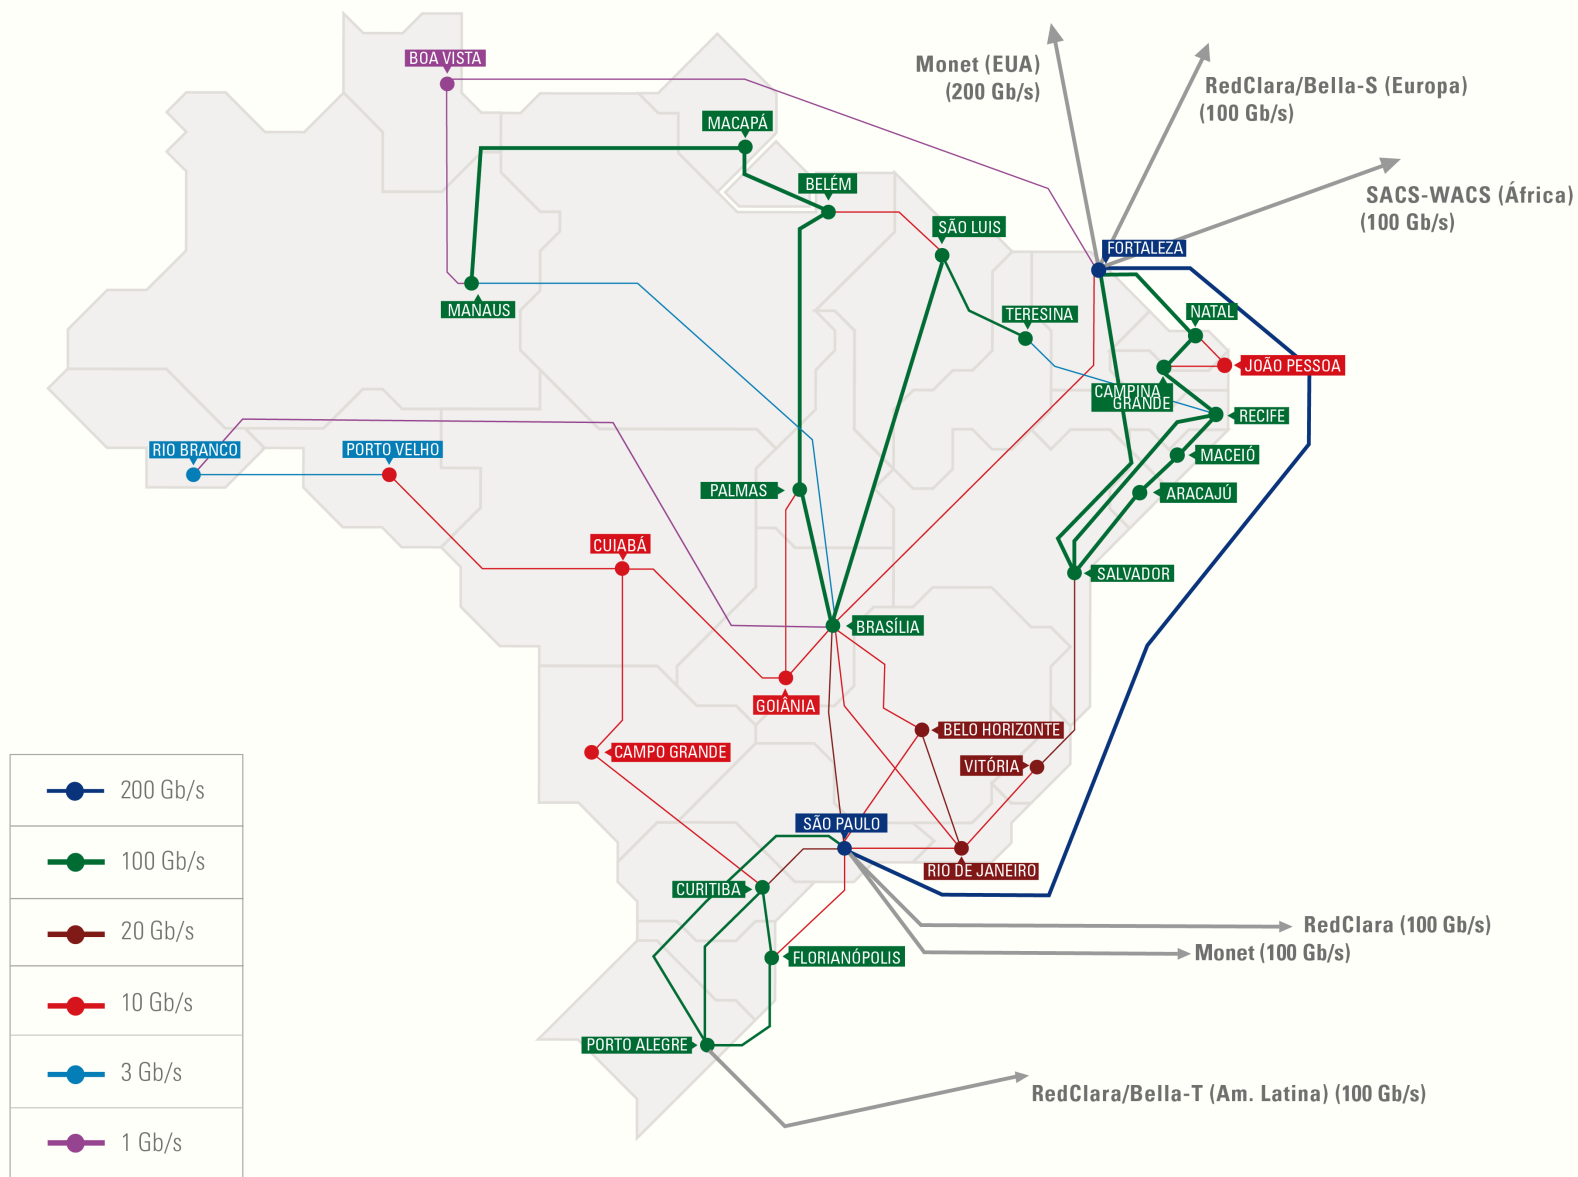 BOA VISTA
Monet (EUA)
(200 Gb/s)
RedClara/Bella-S (Europa)
(100 Gb/s)
MACAPÁ
BELÉM
SACS-WACS (África)
(100 Gb/s)
SÃO LUIS
FORTALEZA
MANAUS
TERESINA
NATAL
JOÃO PESSOA
CAMPINA
GRANDE
RECIFE
RIO BRANCO
PORTO VELHO
MACEIÓ
PALMAS
ARACAJÚ
CUIABÁ
SALVADOR
BRASÍLIA
GOIÂNIA
BELO HORIZONTE
CAMPO GRANDE
VITÓRIA
200 Gb/s
SÃO PAULO
100 Gb/s
RIO DE JANEIRO
CURITIBA
20 Gb/s
RedClara (100 Gb/s)
FLORIANÓPOLIS
Monet (100 Gb/s)
10 Gb/s
PORTO ALEGRE
3 Gb/s
RedClara/Bella-T (Am. Latina) (100 Gb/s)
1 Gb/s